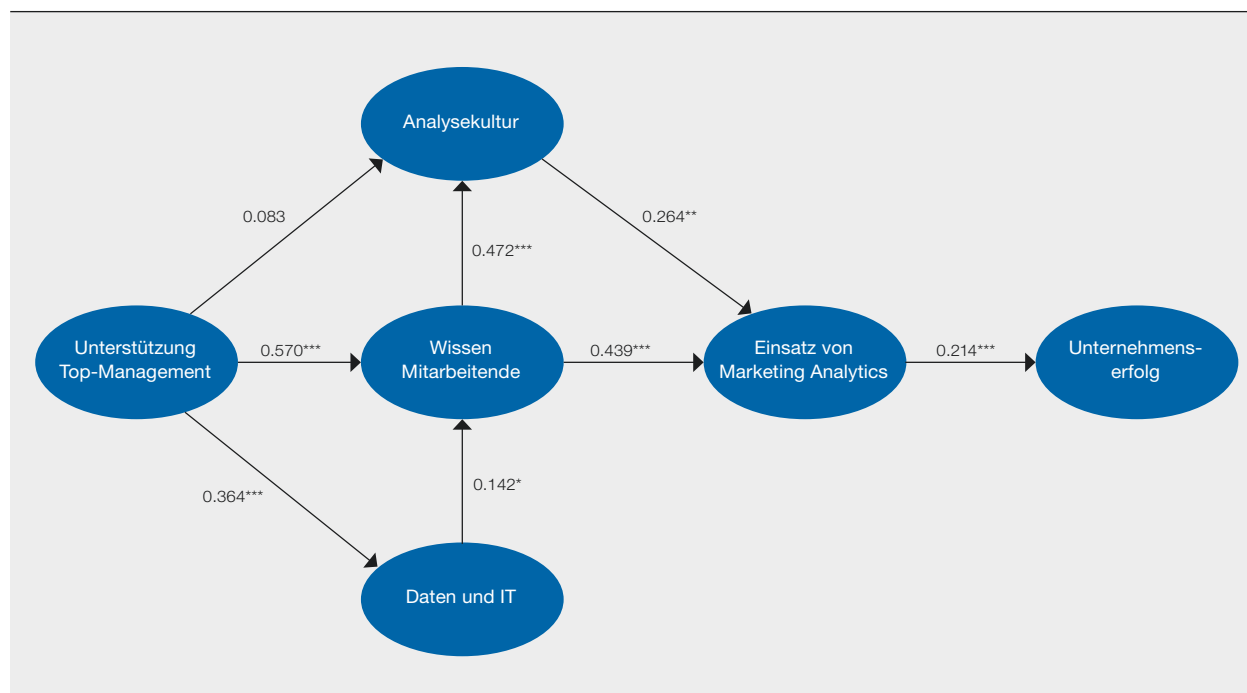 Analysekultur
0.083
0.264**
0.472***
Unterstützung
Top-Management
0.570***
Wissen
Mitarbeitende
0.439***
Einsatz von
Marketing Analytics
0.214***
Unternehmens-
erfolg
0.364***
0.142*
Daten und IT